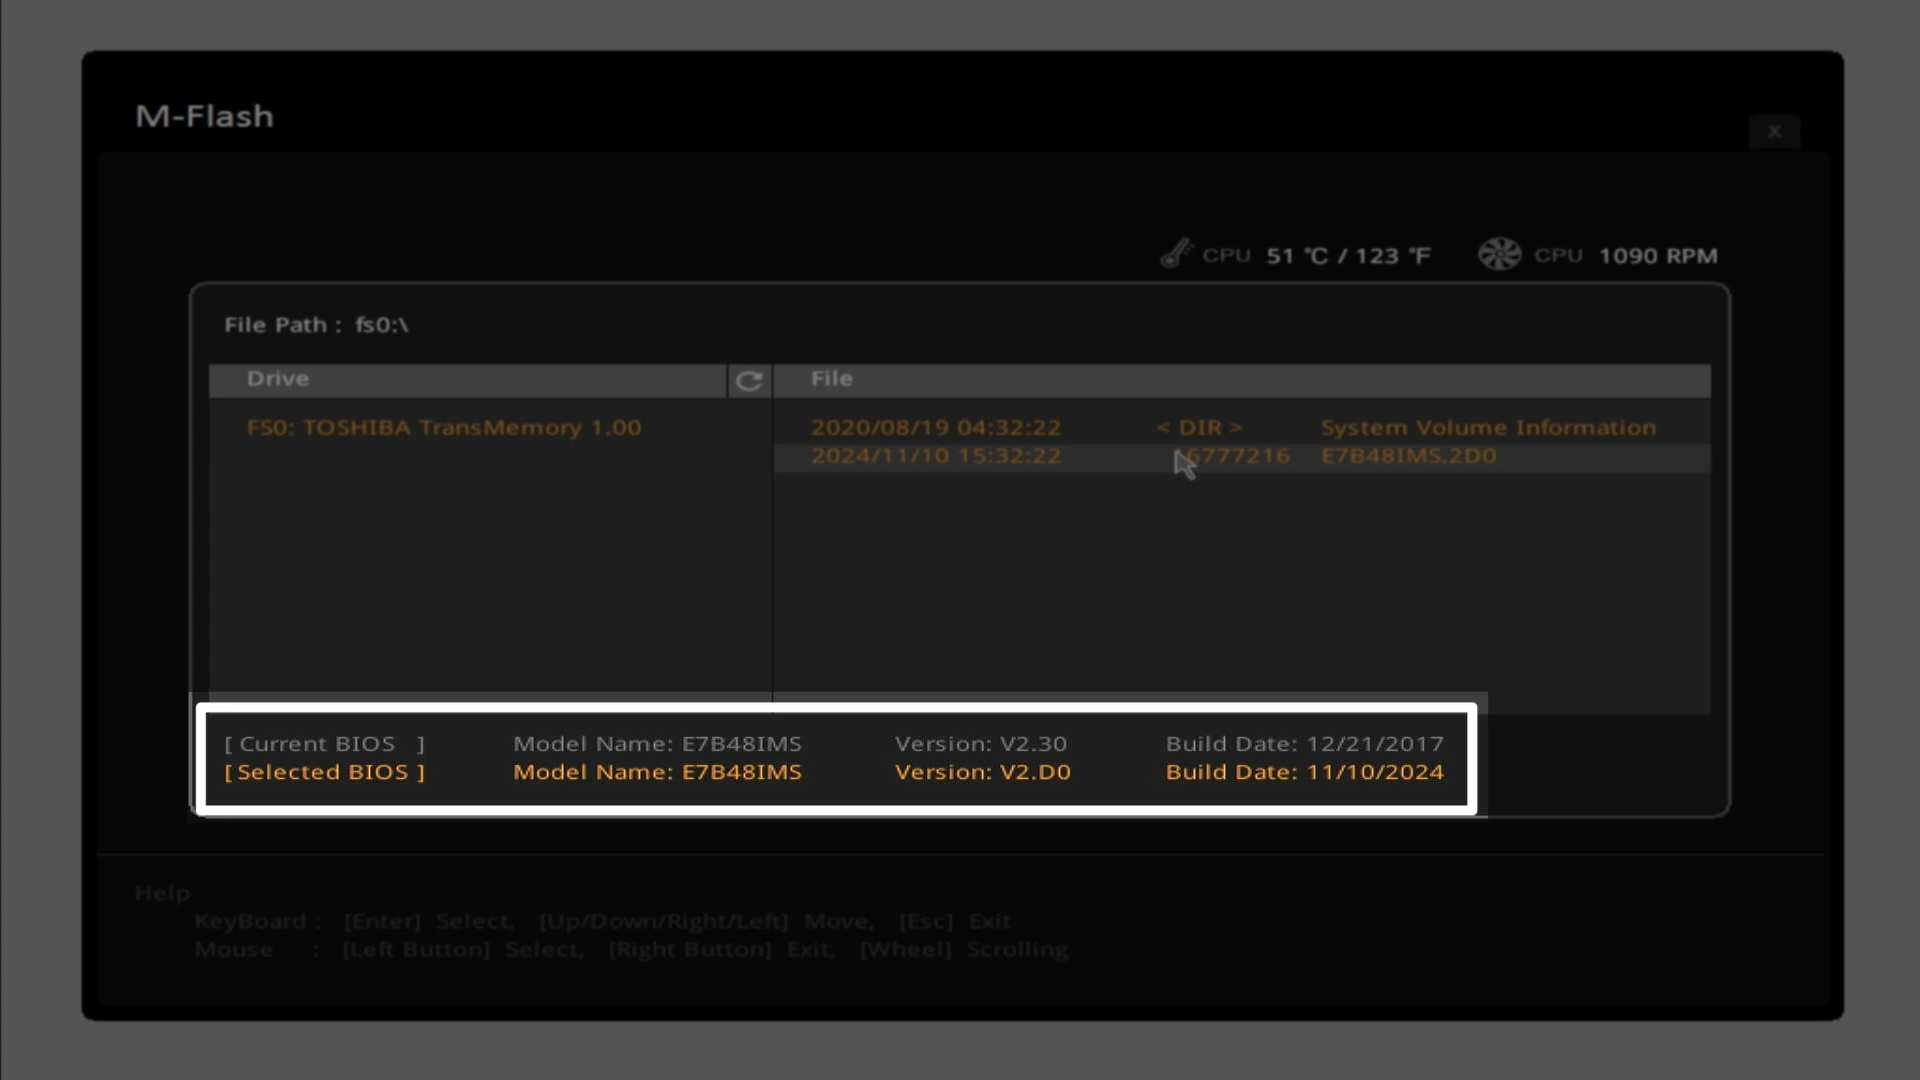 M-Flash
x
CPU 51 °C / 123 °F CPU 1090 RPM
File Path : fs0:\
Drive File
FS0: TOSHIBA TransMemory 1.00 2020/08/19 04:32:22 < DIR > System Volume Information
2024/11/10 15:32:22 6777216 E7B48IMS.2D0
[ Current BIOS ] Model Name: E7B48IMS Version: V2.30 Build Date: 12/21/2017
[ Selected BIOS ] Model Name: E7B48IMS Version: V2.D0 Build Date: 11/10/2024
Help
KeyBoard : [Enter] Select, [Up/Down/Right/Left] Move, [Esc] Exit
Mouse : [Left Button] Select, [Right Button] Exit, [Wheel] Scrolling